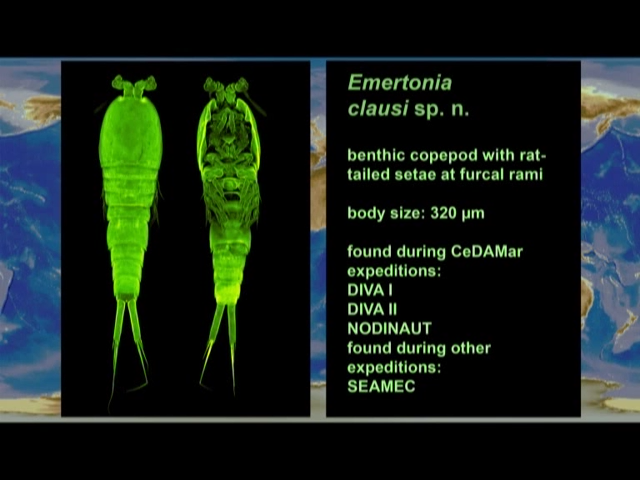 Emertonia
clausi sp. n.
benthic copepod with rat-
tailed setae at furcal rami
body size: 320 µm
found during CeDAMar
expeditions:
DIVA I
DIVA II
NODINAUT
found during other
expeditions:
SEAMEC